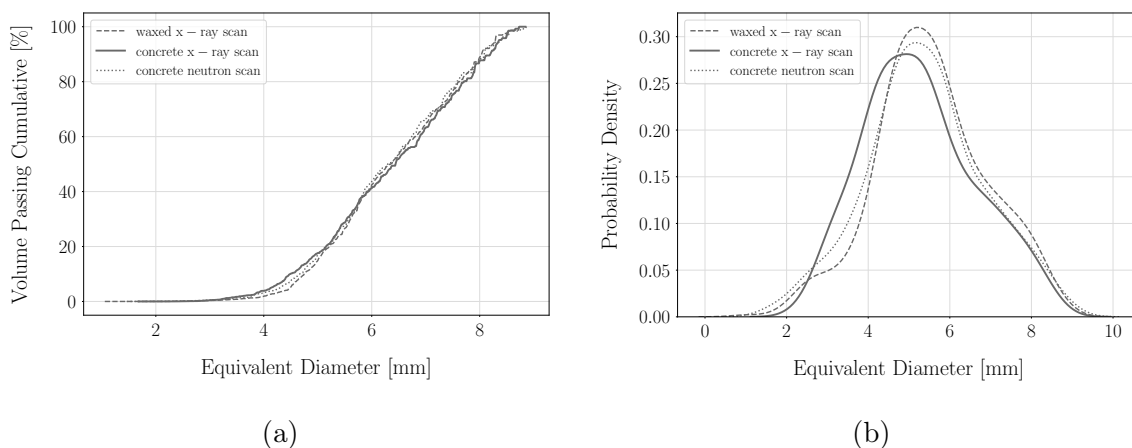 Volume Passing Cumulative [%]
100
80
60
40
20
0
waxed x − ray scan
concrete x − ray scan
concrete neutron scan
2 4 6 8
Equivalent Diameter [mm]
(a)
Probability Density
0.30
0.25
0.20
0.15
0.10
0.05
0.00
waxed x − ray scan
concrete x − ray scan
concrete neutron scan
0 2 4 6 8 10
Equivalent Diameter [mm]
(b)